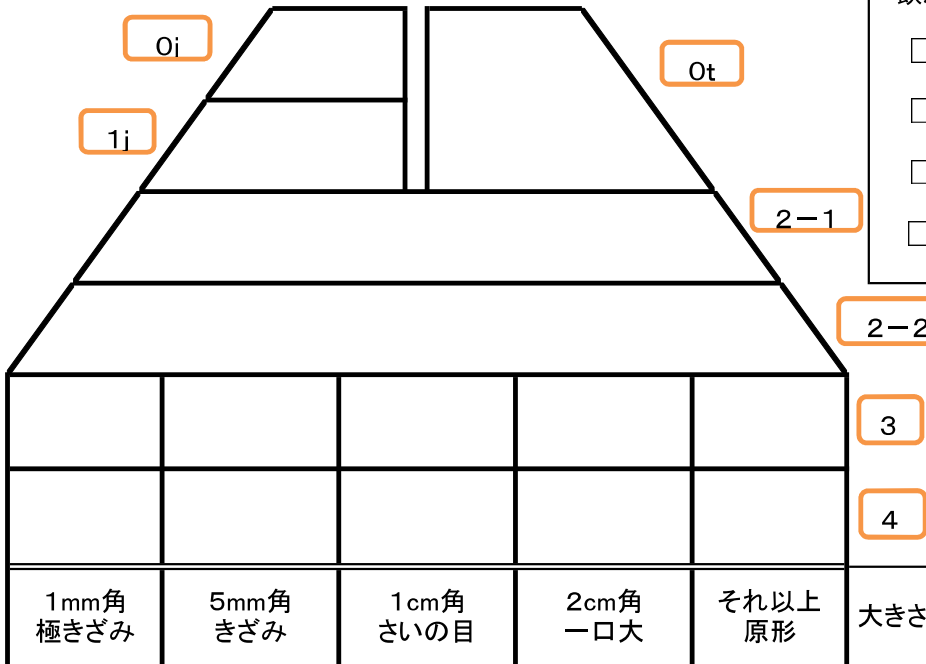 0j
0t
1j
2－1
2－2
3
4
1mm角
極きざみ
5mm角
きざみ
1cm角
さいの目
2cm角
一口大
それ以上
原形
大きさ